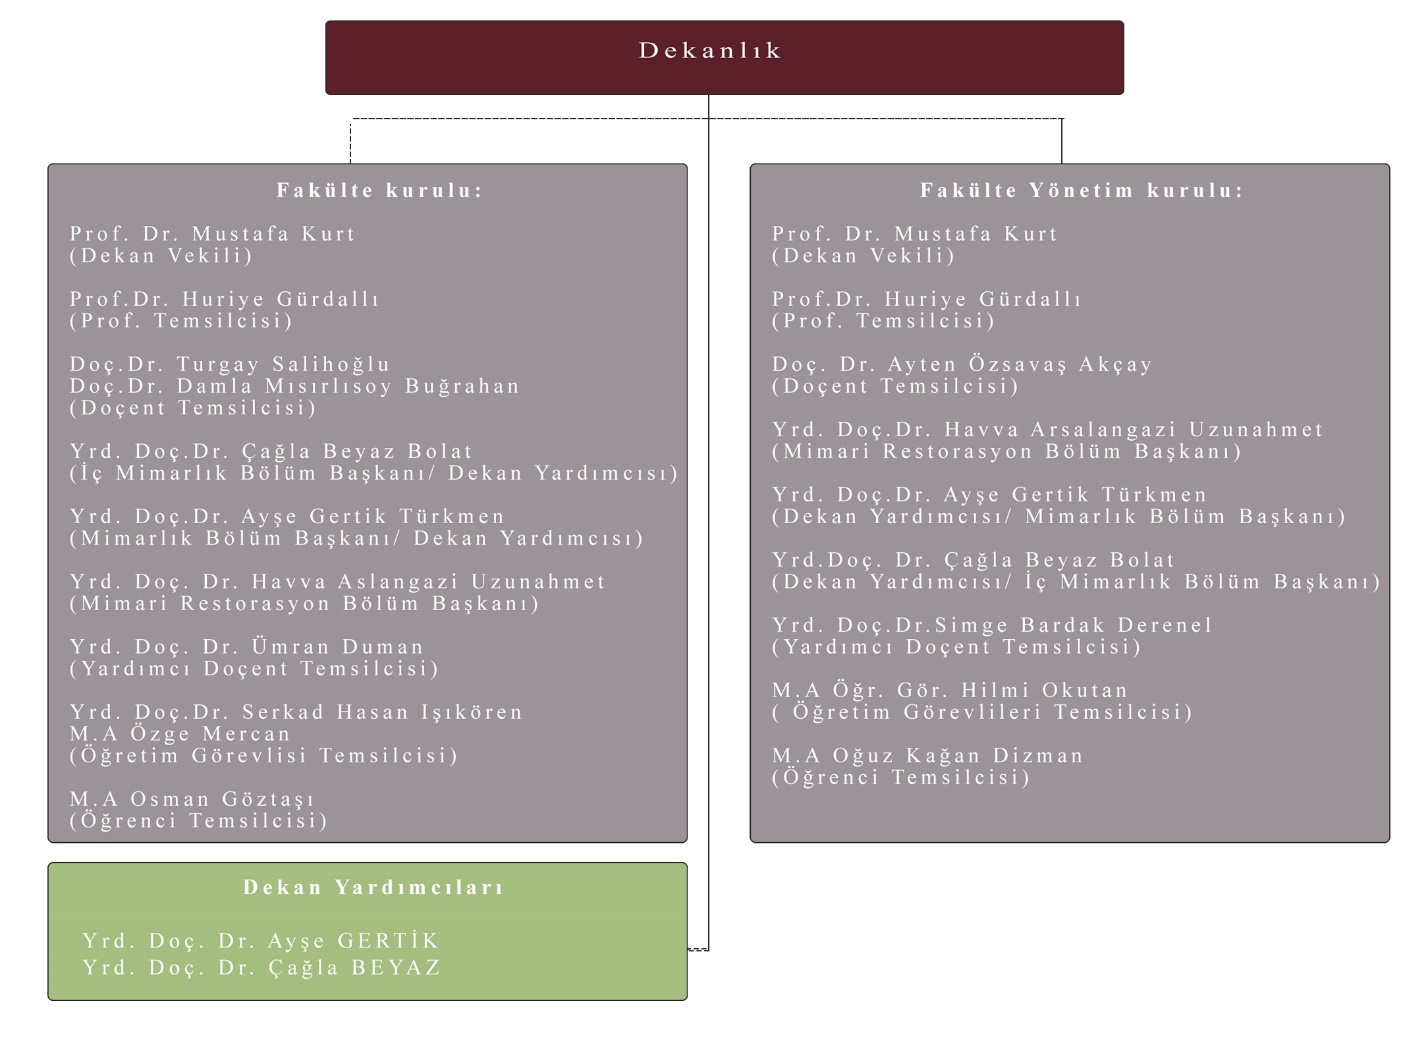 Dekanlık
Fakülte kurulu:
Prof. Dr. Mustafa Kurt
(Dekan Vekili)
Prof.Dr. Huriye Gürdallı
(Prof. Temsilcisi)
Doç.Dr. Turgay Salihoğlu
Doç.Dr. Damla Mısırlısoy Buğrahan
(Doçent Temsilcisi)
Yrd. Doç.Dr. Çağla Beyaz Bolat
(İç Mimarlık Bölüm Başkanı/ Dekan Yardımcısı)
Yrd. Doç.Dr. Ayşe Gertik Türkmen
(Mimarlık Bölüm Başkanı/ Dekan Yardımcısı)
Yrd. Doç. Dr. Havva Aslangazi Uzunahmet
(Mimari Restorasyon Bölüm Başkanı)
Yrd. Doç. Dr. Ümran Duman
(Yardımcı Doçent Temsilcisi)
Yrd. Doç.Dr. Serkad Hasan Işıkören
M.A Özge Mercan
(Öğretim Görevlisi Temsilcisi)
M.A Osman Göztaşı
(Öğrenci Temsilcisi)
Fakülte Yönetim kurulu:
Prof. Dr. Mustafa Kurt
(Dekan Vekili)
Prof.Dr. Huriye Gürdallı
(Prof. Temsilcisi)
Doç. Dr. Ayten Özsavaş Akçay
(Doçent Temsilcisi)
Yrd. Doç.Dr. Havva Arsalangazi Uzunahmet
(Mimari Restorasyon Bölüm Başkanı)
Yrd. Doç.Dr. Ayşe Gertik Türkmen
(Dekan Yardımcısı/ Mimarlık Bölüm Başkanı)
Yrd.Doç. Dr. Çağla Beyaz Bolat
(Dekan Yardımcısı/ İç Mimarlık Bölüm Başkanı)
Yrd. Doç.Dr.Simge Bardak Derenel
(Yardımcı Doçent Temsilcisi)
M.A Öğr. Gör. Hilmi Okutan
( Öğretim Görevlileri Temsilcisi)
M.A Oğuz Kağan Dizman
(Öğrenci Temsilcisi)
Dekan Yardımcıları
Yrd. Doç. Dr. Ayşe GERTİK
Yrd. Doç. Dr. Çağla BEYAZ